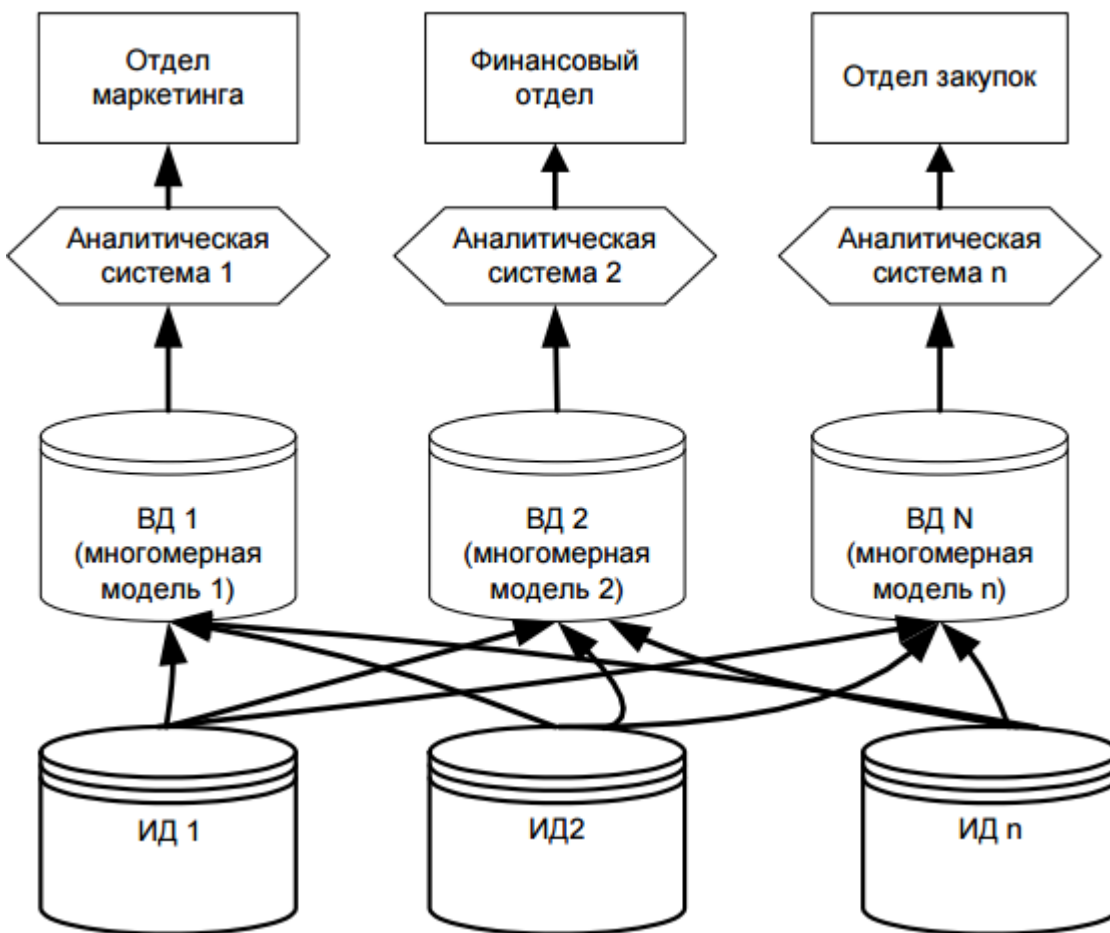 Отдел
маркетинга
Финансовый
отдел
Отдел закупок
Аналитическая
система 1
Аналитическая
система 2
Аналитическая
система n
ВД 1
(многомерная
модель 1)
ВД 2
(многомерная
модель 2)
ВД N
(многомерная
модель n)
ИД 1
ИД2
ИД n